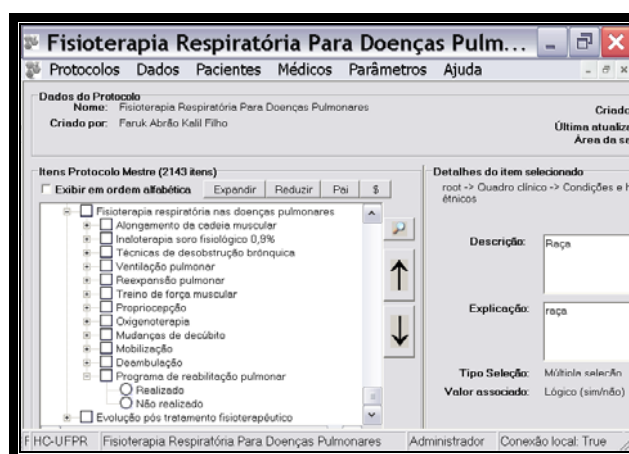 Fisioterapia Respiratória Para Doenças Pulm...
Protocolos Dados Pacientes Médicos Parâmetros Ajuda
Dados do Protocolo
Nome: Fisioterapia Respiratória Para Doenças Pulmonares
Criado por: Faruk Abrão Kalil Filho
Criado
Última atualiza
Área da sa
Itens Protocolo Mestre (2143 itens)
Exibir em ordem alfabética Expandir Reduzir Pai $
Fisioterapia respiratória nas doenças pulmonares
Alongamento da cadeia muscular
Inaloterapia soro fisiológico 0,9%
Técnicas de desobstrução brônquica
Ventilação pulmonar
Reexpansão pulmonar
Treino de força muscular
Propriocepção
Oxigenoterapia
Mudanças de decúbito
Mobilização
Deambulação
Programa de reabilitação pulmonar
Realizado
Não realizado
Evolução pós tratamento fisioterapêutico
Detalhes do item selecionado
root -> Quadro clínico -> Condições e h
étnicos
Descrição: Raça
Explicação: raça
Tipo Seleção: Múltipla seleção
Valor associado: Lógico (sim/não)
F HC-UFPR Fisioterapia Respiratória Para Doenças Pulmonares Administrador Conexão local: True